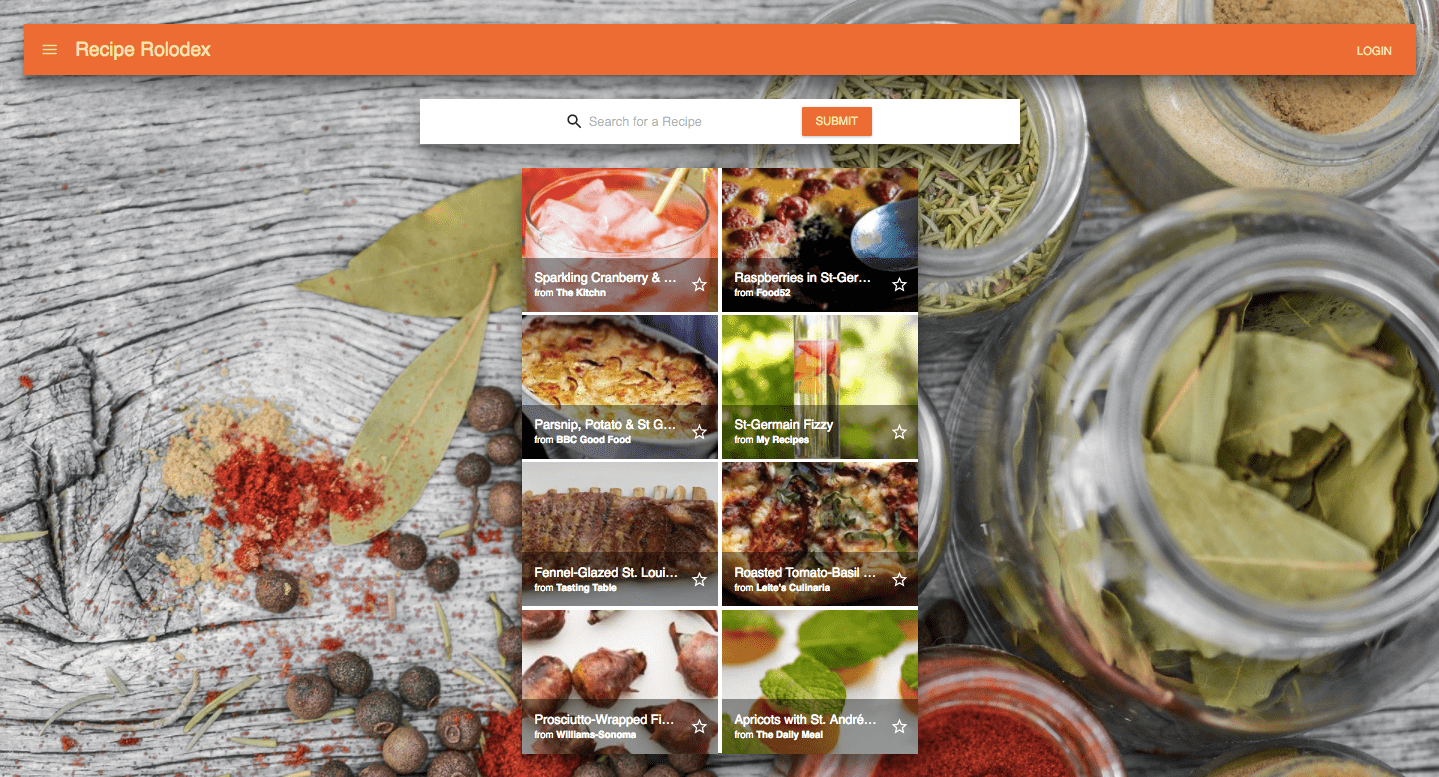 Recipe Rolodex
LOGIN
Search for a Recipe
SUBMIT
Sparkling Cranberry & ...
from The Kitchn
Raspberries in St-Ger...
from Food52
Parsnip, Potato & St G...
from BBC Good Food
St-Germain Fizzy
from My Recipes
Fennel-Glazed St. Loui...
from Tasting Table
Roasted Tomato-Basil ...
from Leite's Culinaria
Prosciutto-Wrapped Fi...
from Williams-Sonoma
Apricots with St. André...
from The Daily Meal